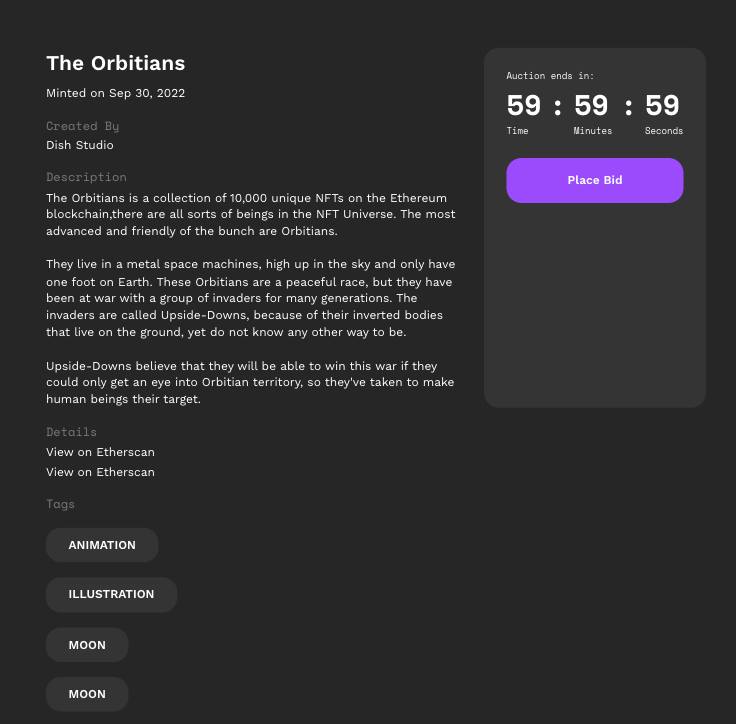 The Orbitians
Minted on Sep 30, 2022
Created By
Dish Studio
Description
The Orbitians is a collection of 10,000 unique NFTs on the Ethereum
blockchain,there are all sorts of beings in the NFT Universe. The most
advanced and friendly of the bunch are Orbitians.
They live in a metal space machines, high up in the sky and only have
one foot on Earth. These Orbitians are a peaceful race, but they have
been at war with a group of invaders for many generations. The
invaders are called Upside-Downs, because of their inverted bodies
that live on the ground, yet do not know any other way to be.
Upside-Downs believe that they will be able to win this war if they
could only get an eye into Orbitian territory, so they've taken to make
human beings their target.
Details
View on Etherscan
View on Etherscan
Tags
ANIMATION
ILLUSTRATION
MOON
MOON
Auction ends in:
59 : 59 : 59
Time Minutes Seconds
Place Bid